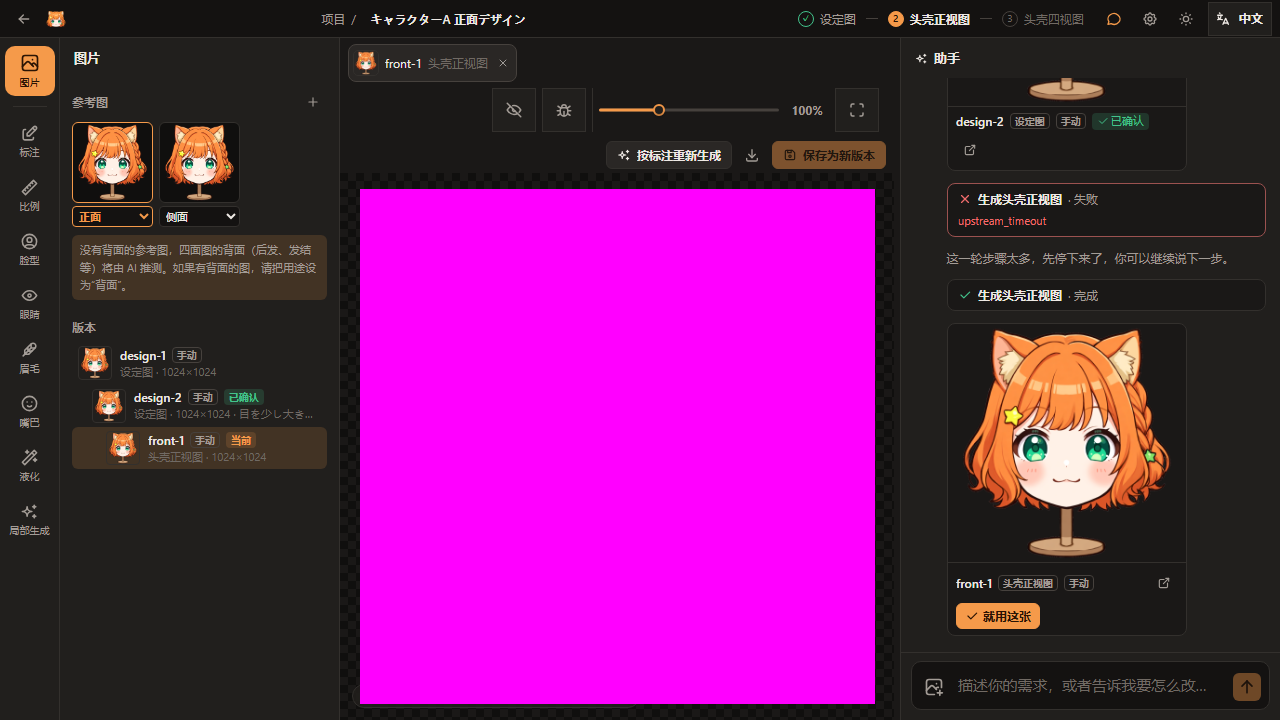 项目 / キャラクターA 正面デザイン
设定图
2 头壳正视图
3 头壳四视图
中文
图片
标注
比例
脸型
眼睛
眉毛
嘴巴
液化
局部生成
图片
参考图
正面
侧面
没有背面的参考图，四面图的背面（后发、发结
等）将由 AI 推测。如果有背面的图，请把用途设
为“背面”。
版本
design-1 手动
设定图 · 1024×1024
design-2 手动 已确认
设定图 · 1024×1024 · 目を少し大き...
front-1 手动 当前
头壳正视图 · 1024×1024
front-1 头壳正视图
100%
按标注重新生成
保存为新版本
助手
design-2 设定图 手动 已确认
生成头壳正视图 · 失败
upstream_timeout
这一轮步骤太多，先停下来了，你可以继续说下一步。
生成头壳正视图 · 完成
front-1 头壳正视图 手动
就用这张
描述你的需求，或者告诉我要怎么改...